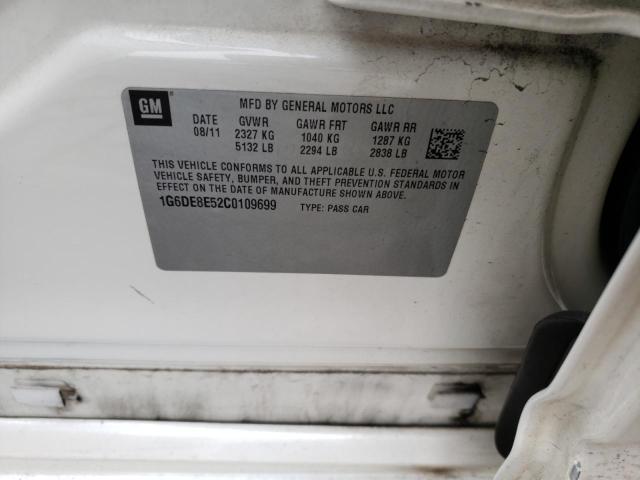 GM
MFD BY GENERAL MOTORS LLC
DATE GVWR GAWR FRT GAWR RR
08/11 2327 KG 1040 KG 1287 KG
5132 LB 2294 LB 2838 LB
THIS VEHICLE CONFORMS TO ALL APPLICABLE U.S. FEDERAL MOTOR
VEHICLE SAFETY, BUMPER, AND THEFT PREVENTION STANDARDS IN
EFFECT ON THE DATE OF MANUFACTURE SHOWN ABOVE.
1G6DE8E52C0109699 TYPE: PASS CAR